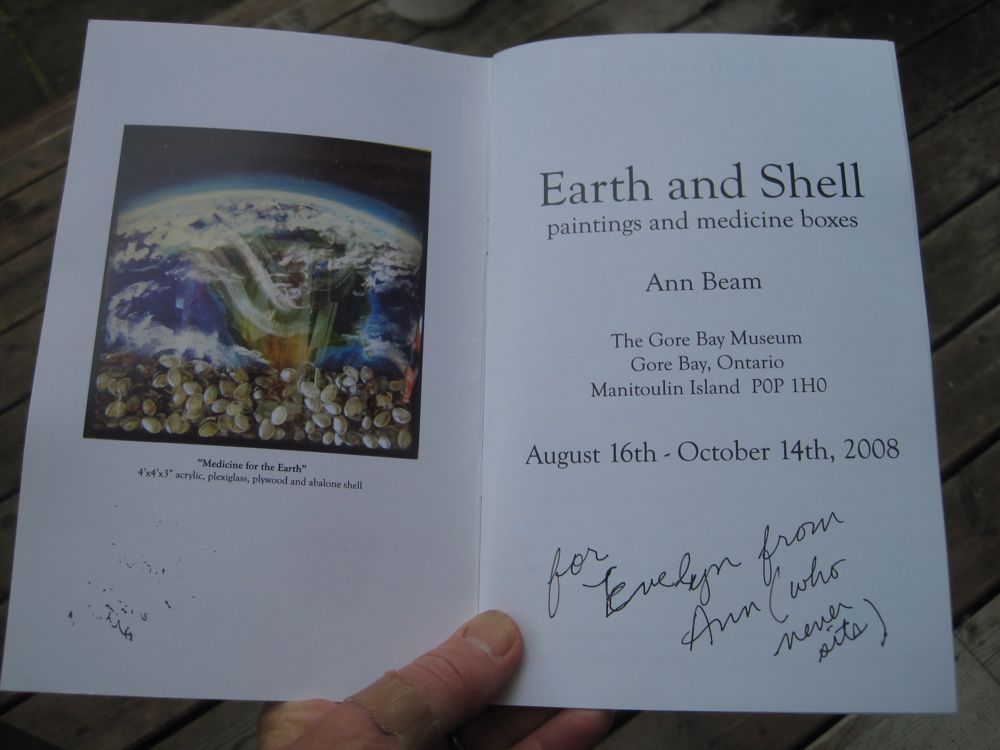 "Medicine for the Earth"
4'x4'x3" acrylic, plexiglass, plywood and abalone shell
Earth and Shell
paintings and medicine boxes
Ann Beam
The Gore Bay Museum
Gore Bay, Ontario
Manitoulin Island P0P 1H0
August 16th - October 14th, 2008
for Evelyn from
Ann (who
never
sits)